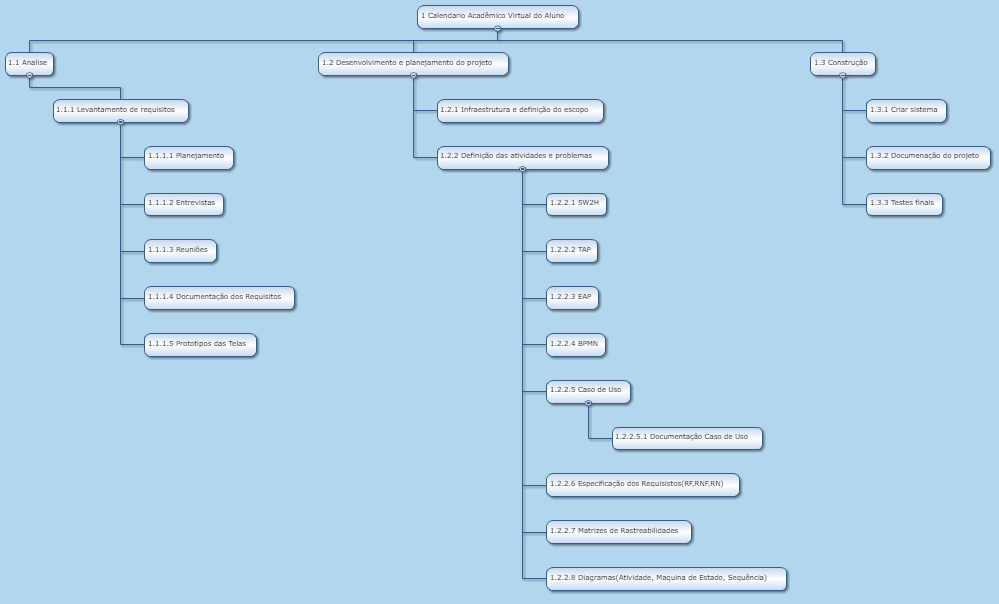 1 Calendario Acadêmico Virtual do Aluno
1.1 Analise
1.1.1 Levantamento de requisitos
1.1.1.1 Planejamento
1.1.1.2 Entrevistas
1.1.1.3 Reuniões
1.1.1.4 Documentação dos Requisitos
1.1.1.5 Prototipos das Telas
1.2 Desenvolvimento e planejamento do projeto
1.2.1 Infraestrutura e definição do escopo
1.2.2 Definição das atividades e problemas
1.2.2.1 5W2H
1.2.2.2 TAP
1.2.2.3 EAP
1.2.2.4 BPMN
1.2.2.5 Caso de Uso
1.2.2.5.1 Documentação Caso de Uso
1.2.2.6 Especificação dos Requisistos(RF,RNF,RN)
1.2.2.7 Matrizes de Rastreabilidades
1.2.2.8 Diagramas(Atividade, Maquina de Estado, Sequência)
1.3 Construção
1.3.1 Criar sistema
1.3.2 Documenação do projeto
1.3.3 Testes finais